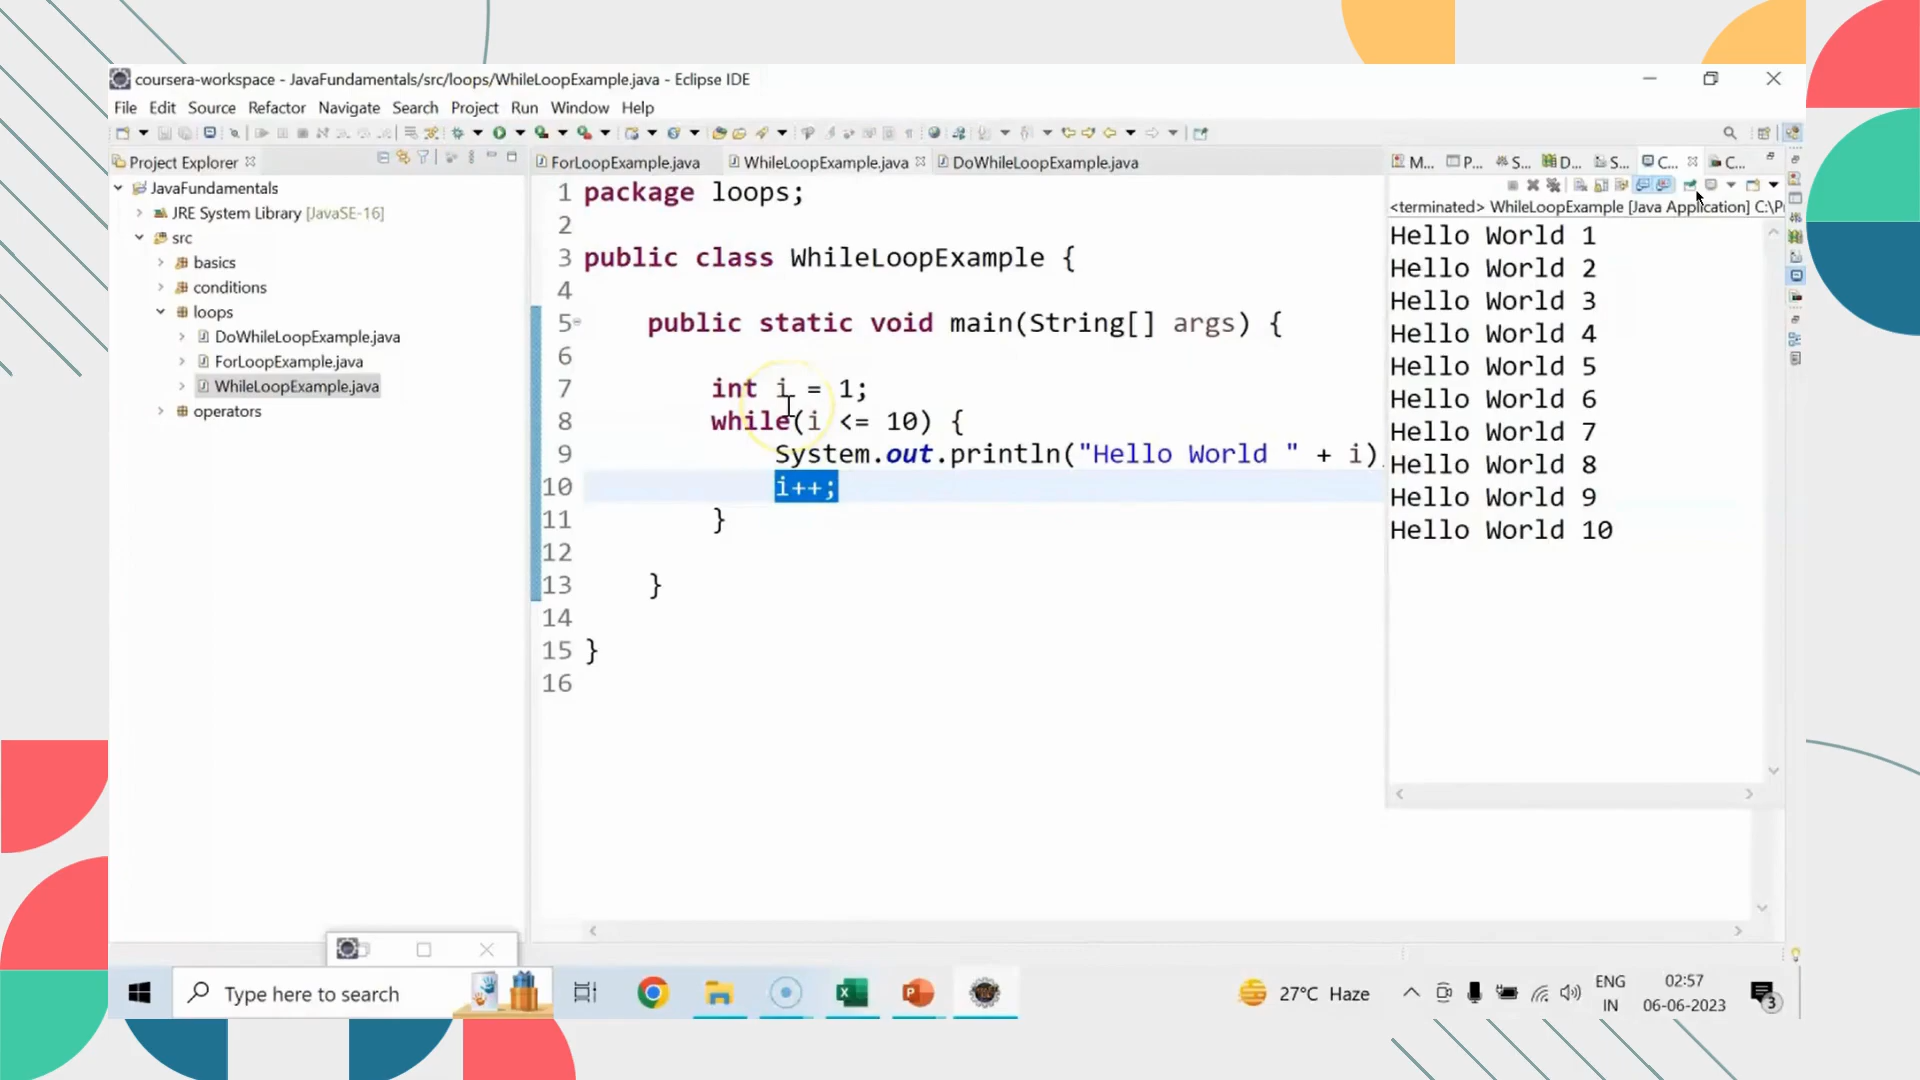 coursera-workspace - JavaFundamentals/src/loops/WhileLoopExample.java - Eclipse IDE
File Edit Source Refactor Navigate Search Project Run Window Help
Project Explorer
JavaFundamentals
JRE System Library [JavaSE-16]
src
basics
conditions
loops
DoWhileLoopExample.java
ForLoopExample.java
WhileLoopExample.java
operators
ForLoopExample.java WhileLoopExample.java DoWhileLoopExample.java
1 package loops;
2
3 public class WhileLoopExample {
4
5 public static void main(String[] args) {
6
7 int i = 1;
8 while(i <= 10) {
9 System.out.println("Hello World " + i)
10 i++;
11 }
12
13 }
14
15 }
16
M... P... S... D... S... C... C...
<terminated> WhileLoopExample [Java Application] C:\P
Hello World 1
Hello World 2
Hello World 3
Hello World 4
Hello World 5
Hello World 6
Hello World 7
Hello World 8
Hello World 9
Hello World 10
Type here to search
27°C Haze
ENG
IN
02:57
06-06-2023
3